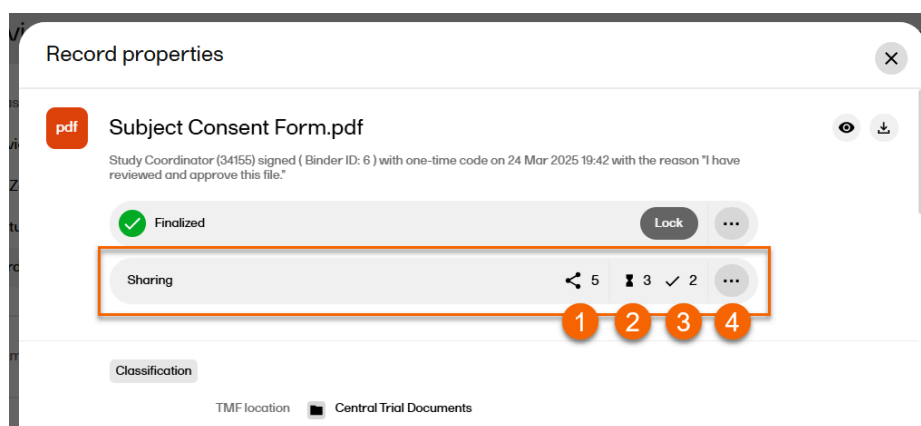 Record properties
pdf
Subject Consent Form.pdf
Study Coordinator (34155) signed ( Binder ID: 6 ) with one-time code on 24 Mar 2025 19:42 with the reason "I have
reviewed and approve this file."
Finalized Lock
Sharing 5 3 2
1 2 3 4
Classification
TMF location Central Trial Documents